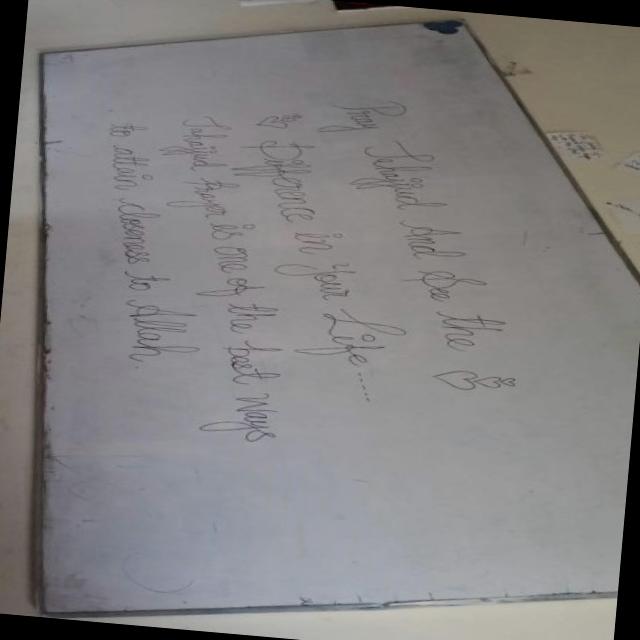 Pray Tahajjud And See the ♡♡♡
Difference in Your Life....
Tahajjud Prayer is one of the best ways
to attain closeness to Allah.